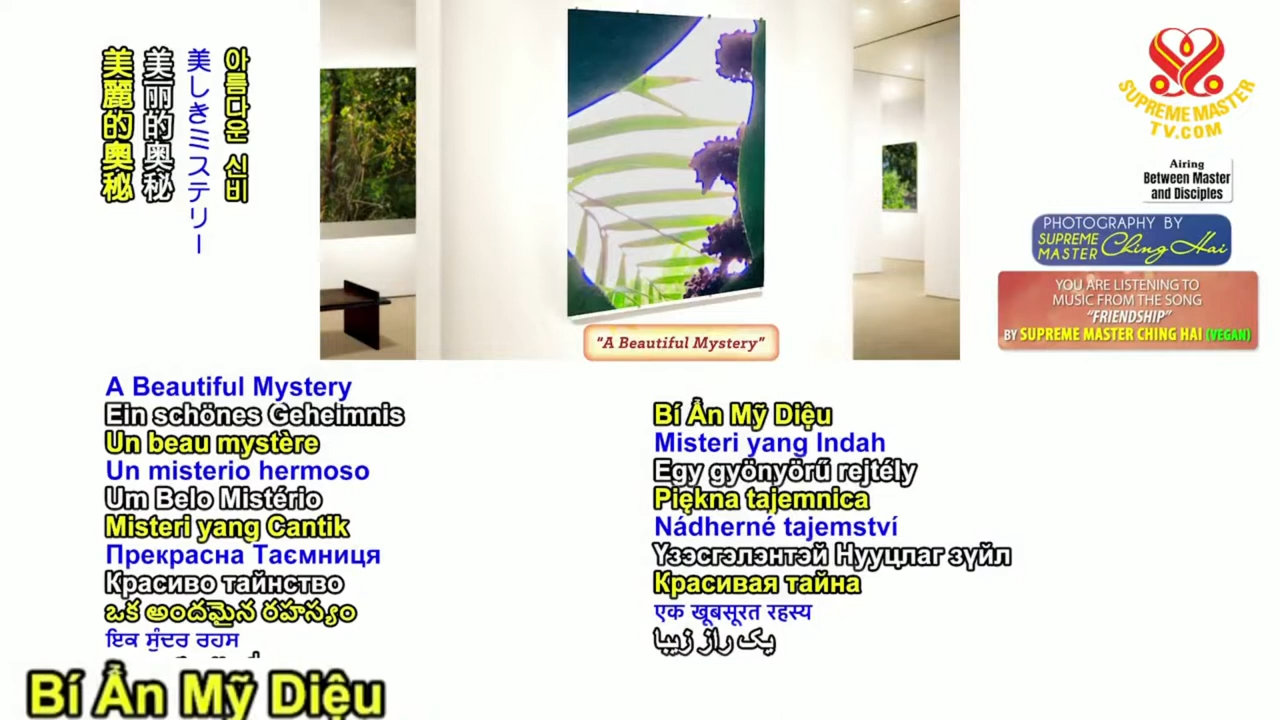 美麗的奧秘
美丽的奥秘
美しきミステリー
아름다운 신비
SUPREME MASTER
TV.COM
Airing
Between Master
and Disciples
PHOTOGRAPHY BY
SUPREME
MASTER Ching Hai
YOU ARE LISTENING TO
MUSIC FROM THE SONG
“FRIENDSHIP”
BY SUPREME MASTER CHING HAI (VEGAN)
“A Beautiful Mystery”
A Beautiful Mystery
Ein schönes Geheimnis
Un beau mystère
Un misterio hermoso
Um Belo Mistério
Misteri yang Cantik
Прекрасна Таємниця
Красиво тайнство
ఒక అందమైన రహస్యం
ਇਕ ਸੁੰਦਰ ਰਹਸ
Bí Ẩn Mỹ Diệu
Misteri yang Indah
Egy gyönyörű rejtély
Piękna tajemnica
Nádherné tajemství
Үзэсгэлэнтэй Нууцлаг зүйл
Красивая тайна
एक खूबसूरत रहस्य
یک راز زیبا
Bí Ẩn Mỹ Diệu